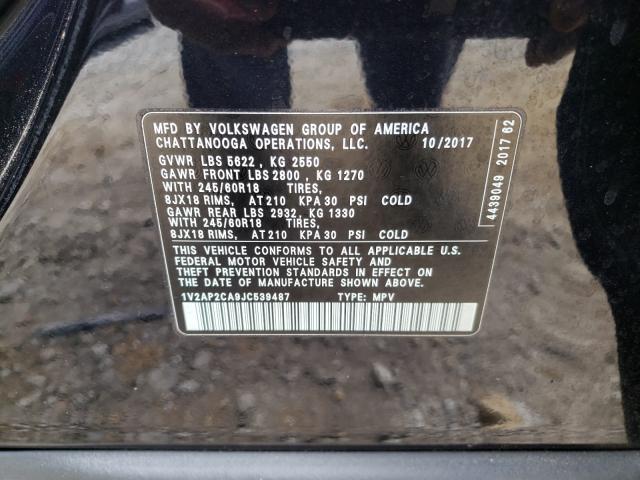 MFD BY VOLKSWAGEN GROUP OF AMERICA
CHATTANOOGA OPERATIONS, LLC. 10/2017
GVWR LBS 5622 , KG 2550
GAWR FRONT LBS 2800 , KG 1270
WITH 245/60R18 TIRES,
8JX18 RIMS, AT 210 KPA 30 PSI COLD
GAWR REAR LBS 2932, KG 1330
WITH 245/60R18 TIRES,
8JX18 RIMS, AT 210 KPA 30 PSI COLD
THIS VEHICLE CONFORMS TO ALL APPLICABLE U.S.
FEDERAL MOTOR VEHICLE SAFETY AND
THEFT PREVENTION STANDARDS IN EFFECT ON
THE DATE OF MANUFACTURE SHOWN ABOVE.
1V2AP2CA9JC539487 TYPE: MPV
4439049 2017 62